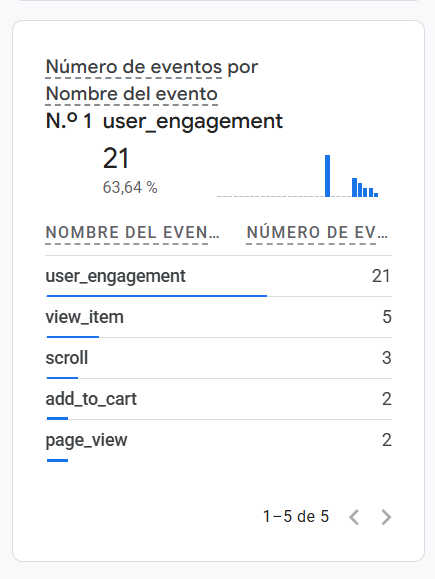 Número de eventos por
Nombre del evento
N.º 1 user_engagement
21
63,64 %
NOMBRE DEL EVEN… NÚMERO DE EV…
user_engagement 21
view_item 5
scroll 3
add_to_cart 2
page_view 2
1–5 de 5